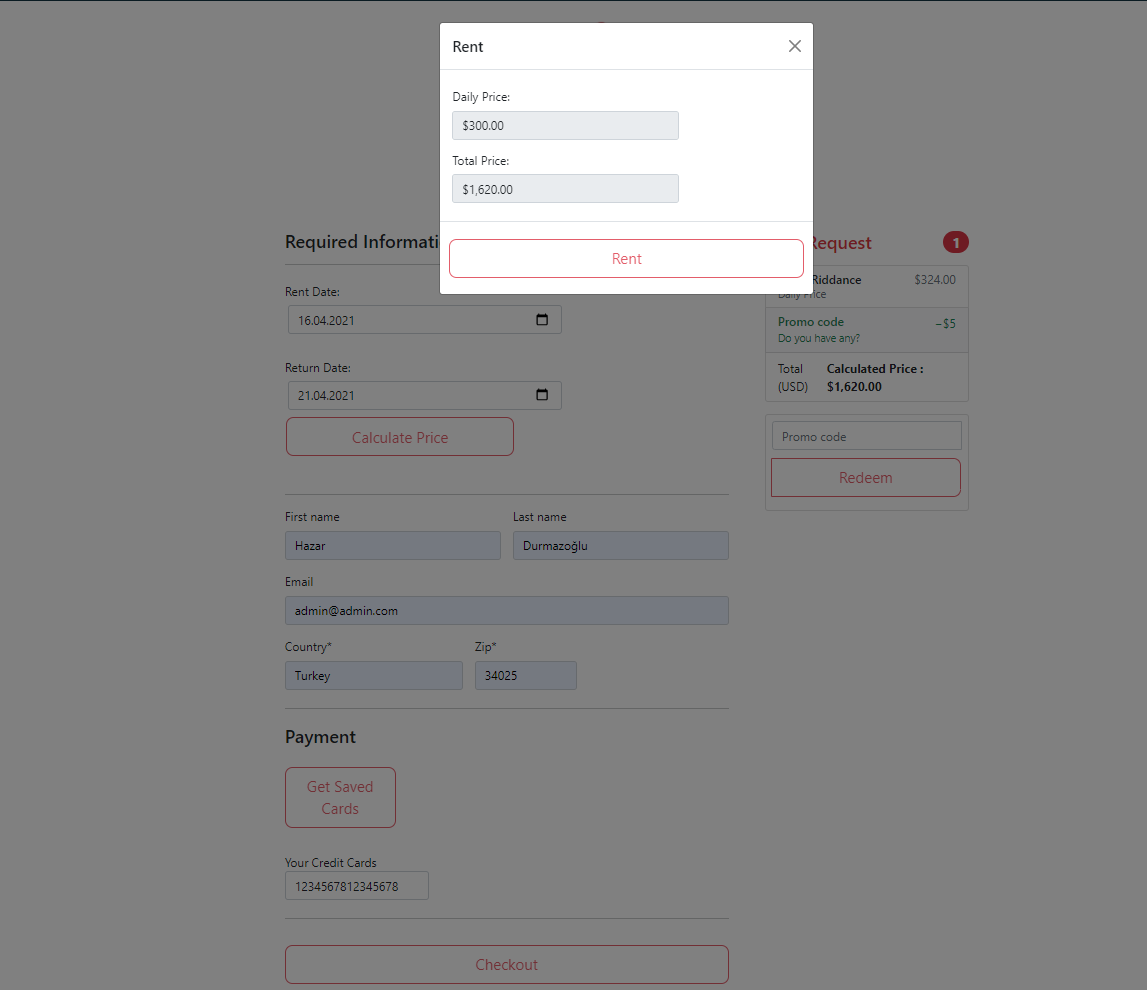 Rent
Daily Price:
$300.00
Total Price:
$1,620.00
Rent
Required Informati
Rent Date:
16.04.2021
Return Date:
21.04.2021
Calculate Price
First name
Last name
Hazar
Durmazoğlu
Email
admin@admin.com
Country*
Zip*
Turkey
34025
Payment
Get Saved
Cards
Your Credit Cards
1234567812345678
Checkout
Request
1
Riddance
$324.00
Daily Price
Promo code
−$5
Do you have any?
Total
(USD)
Calculated Price :
$1,620.00
Promo code
Redeem